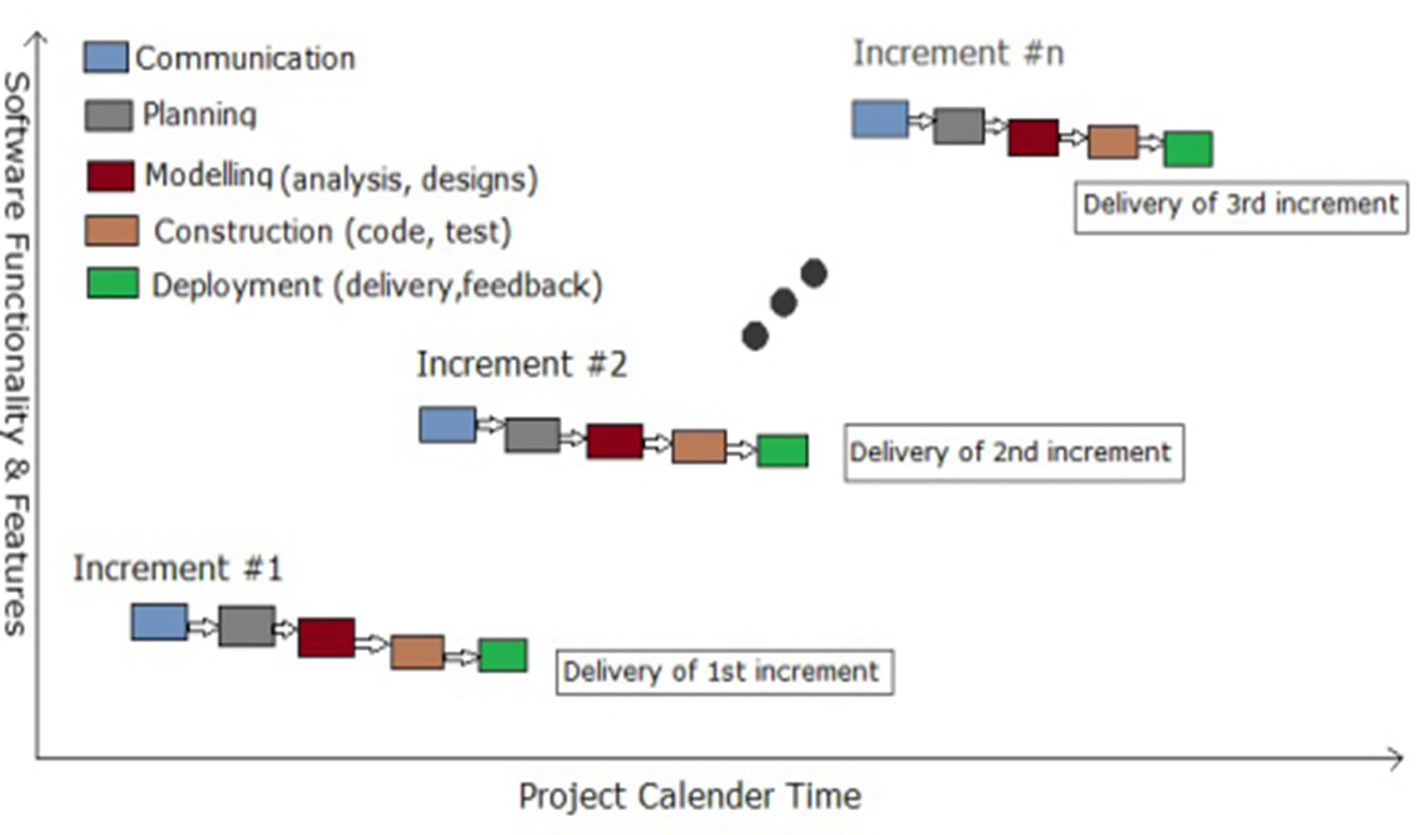 Software Functionality & Features
Communication
Planning
Modelling (analysis, designs)
Construction (code, test)
Deployment (delivery,feedback)
Increment #n
Delivery of 3rd increment
Increment #2
Delivery of 2nd increment
Increment #1
Delivery of 1st increment
Project Calender Time